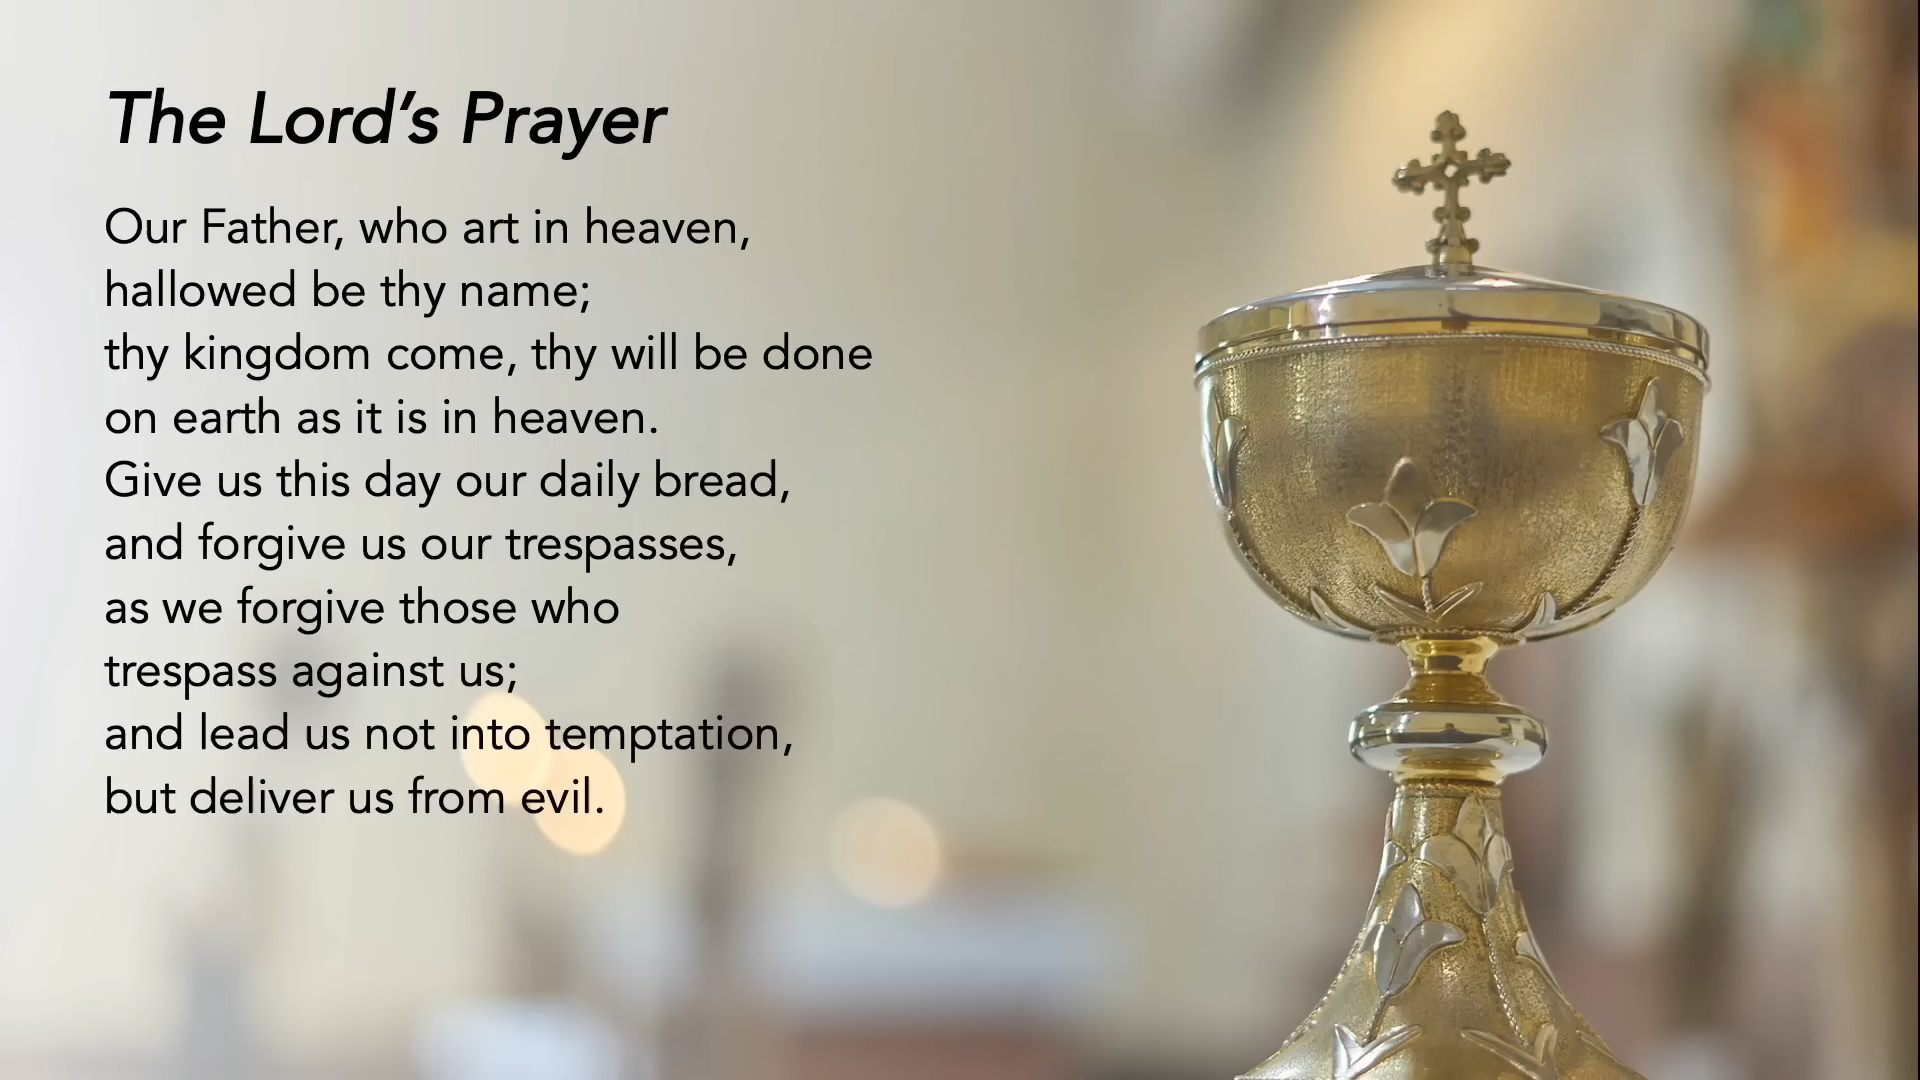 The Lord’s Prayer
Our Father, who art in heaven,
hallowed be thy name;
thy kingdom come, thy will be done
on earth as it is in heaven.
Give us this day our daily bread,
and forgive us our trespasses,
as we forgive those who
trespass against us;
and lead us not into temptation,
but deliver us from evil.